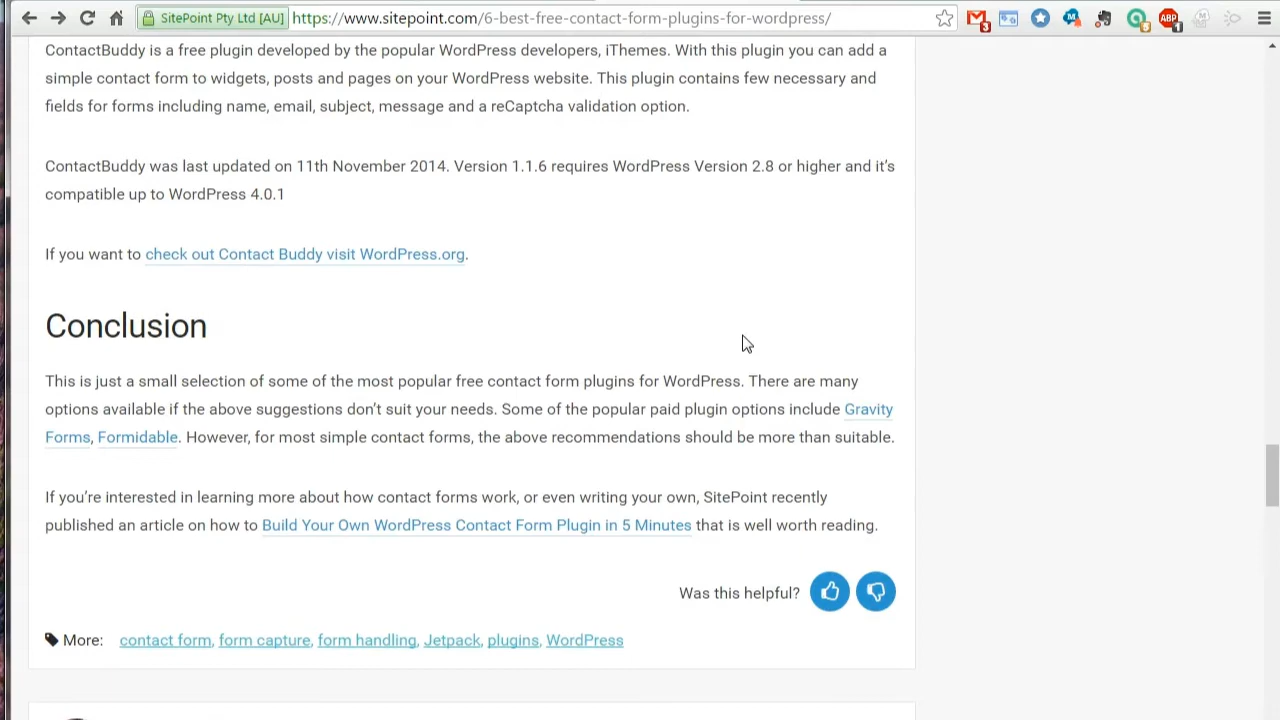 SitePoint Pty Ltd [AU] https://www.sitepoint.com/6-best-free-contact-form-plugins-for-wordpress/
3
5
ABP
1
ContactBuddy is a free plugin developed by the popular WordPress developers, iThemes. With this plugin you can add a
simple contact form to widgets, posts and pages on your WordPress website. This plugin contains few necessary and
fields for forms including name, email, subject, message and a reCaptcha validation option.
ContactBuddy was last updated on 11th November 2014. Version 1.1.6 requires WordPress Version 2.8 or higher and it’s
compatible up to WordPress 4.0.1
If you want to check out Contact Buddy visit WordPress.org.
Conclusion
This is just a small selection of some of the most popular free contact form plugins for WordPress. There are many
options available if the above suggestions don’t suit your needs. Some of the popular paid plugin options include Gravity
Forms, Formidable. However, for most simple contact forms, the above recommendations should be more than suitable.
If you’re interested in learning more about how contact forms work, or even writing your own, SitePoint recently
published an article on how to Build Your Own WordPress Contact Form Plugin in 5 Minutes that is well worth reading.
Was this helpful?
More: contact form, form capture, form handling, Jetpack, plugins, WordPress